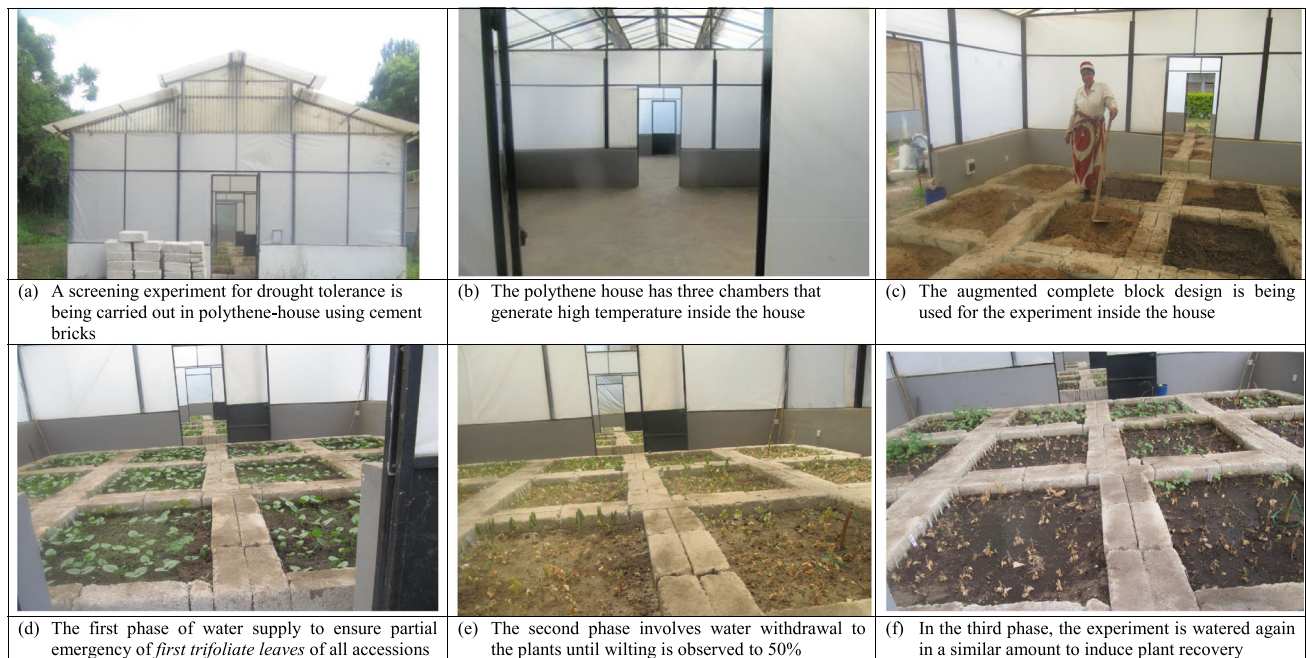 (a) A screening experiment for drought tolerance is
being carried out in polythene-house using cement
bricks
(b) The polythene house has three chambers that
generate high temperature inside the house
(c) The augmented complete block design is being
used for the experiment inside the house
(d) The first phase of water supply to ensure partial
emergency of first trifoliate leaves of all accessions
(e) The second phase involves water withdrawal to
the plants until wilting is observed to 50%
(f) In the third phase, the experiment is watered again
in a similar amount to induce plant recovery